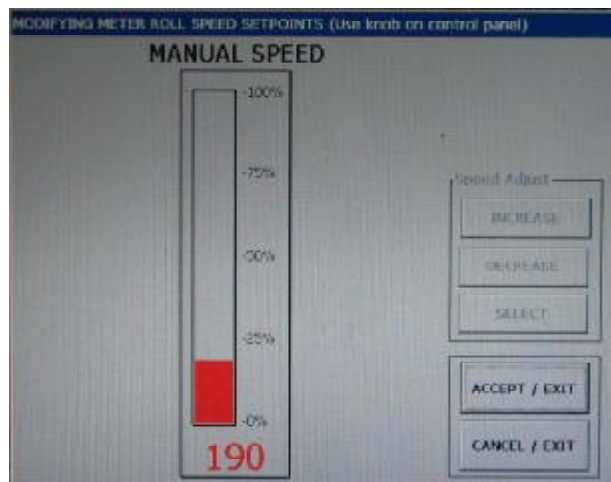 MODIFYING METER ROLL SPEED SETPOINTS (Use knob on control panel)
MANUAL SPEED
-100%
-75%
Speed Adjust
INCREASE
-50%
DECREASE
SELECT
-25%
ACCEPT / EXIT
-0%
CANCEL / EXIT
190